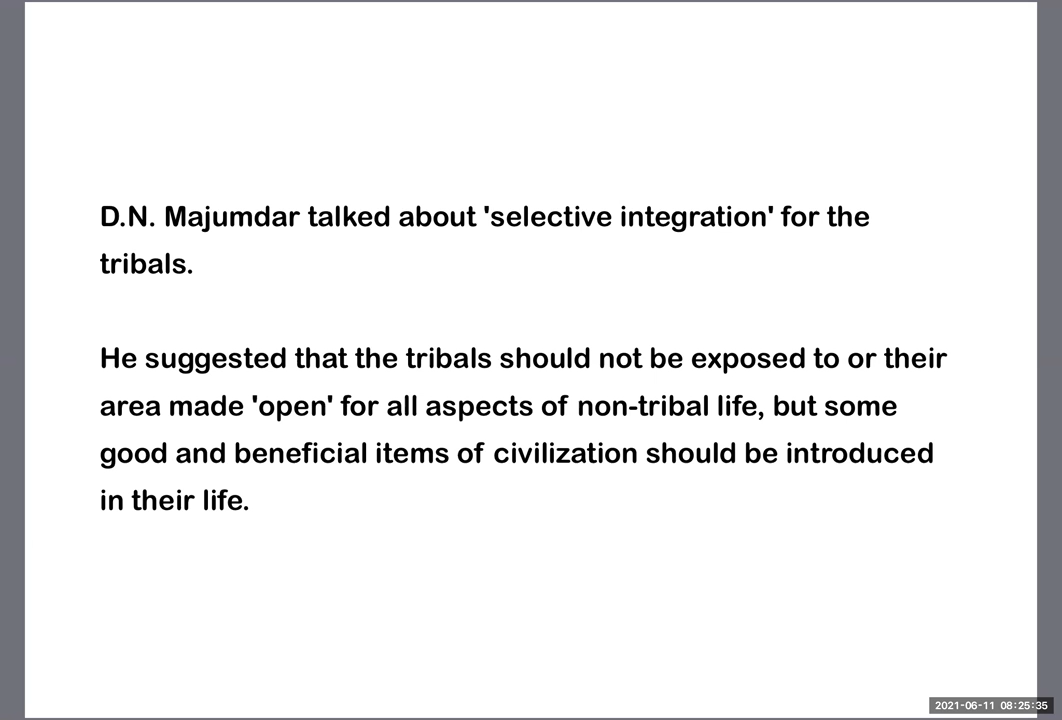 D.N. Majumdar talked about 'selective integration' for the
tribals.
He suggested that the tribals should not be exposed to or their
area made 'open' for all aspects of non-tribal life, but some
good and beneficial items of civilization should be introduced
in their life.
2021-06-11 08:25:35